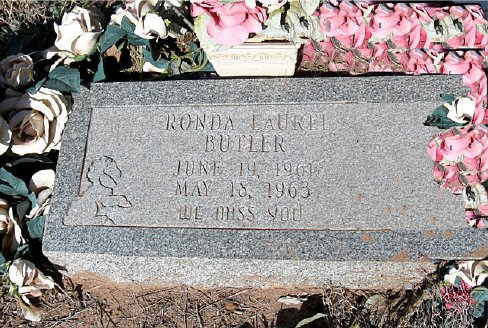 RONDA LAUREL
BUTLER
JUNE 19, 1961
MAY 18, 1963
WE MISS YOU